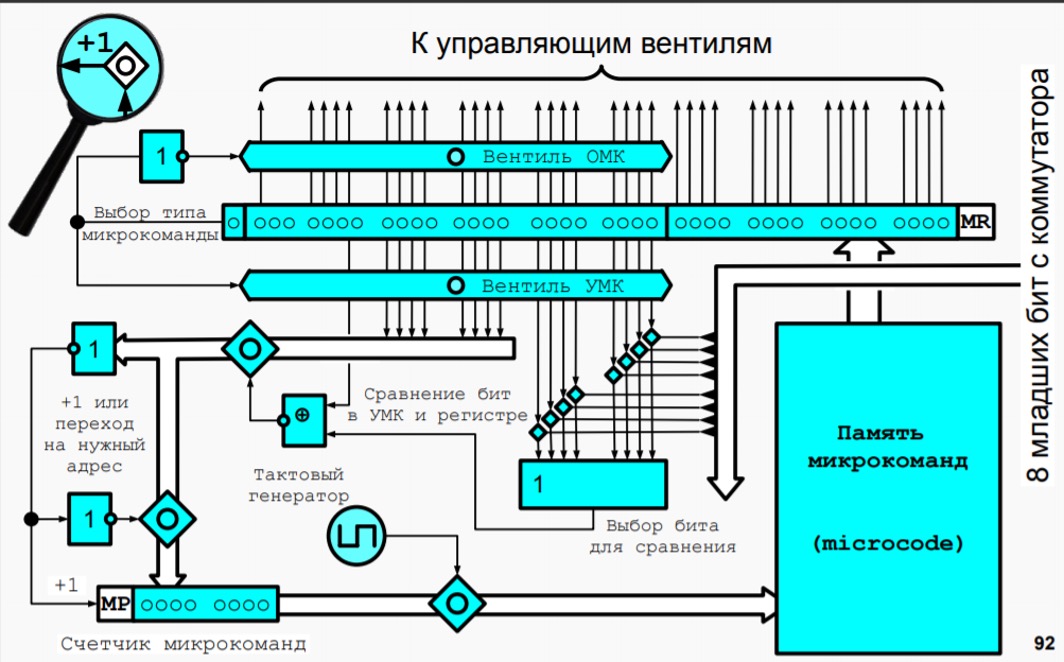 +1
К управляющим вентилям
1
Вентиль ОМК
Выбор типа
микрокоманды
MR
Вентиль УМК
8 младших бит с коммутатора
1
+1 или
переход
на нужный
адрес
Сравнение бит
в УМК и регистре
⊕
Тактовый
генератор
1
1
Выбор бита
для сравнения
Память
микрокоманд
(microcode)
+1
MP
Счетчик микрокоманд
92